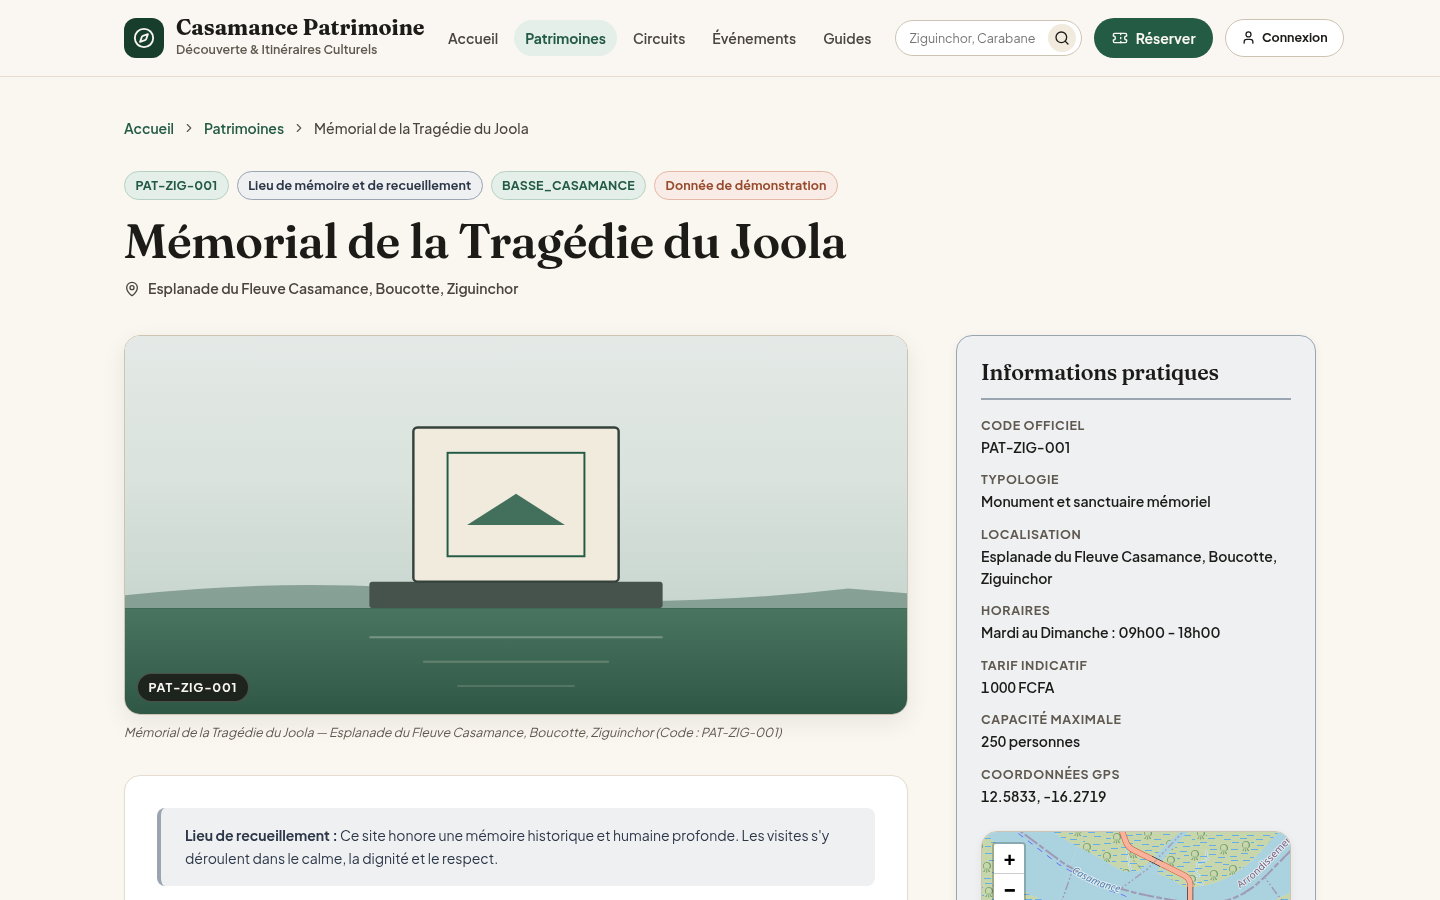 Casamance Patrimoine
Découverte & Itinéraires Culturels
Accueil
Patrimoines
Circuits
Événements
Guides
Ziguinchor, Carabane
Réserver
Connexion
Accueil
Patrimoines
Mémorial de la Tragédie du Joola
PAT-ZIG-001
Lieu de mémoire et de recueillement
BASSE_CASAMANCE
Donnée de démonstration
Mémorial de la Tragédie du Joola
Esplanade du Fleuve Casamance, Boucotte, Ziguinchor
PAT-ZIG-001
Mémorial de la Tragédie du Joola — Esplanade du Fleuve Casamance, Boucotte, Ziguinchor (Code : PAT-ZIG-001)
Lieu de recueillement : Ce site honore une mémoire historique et humaine profonde. Les visites s'y
déroulent dans le calme, la dignité et le respect.
Informations pratiques
CODE OFFICIEL
PAT-ZIG-001
TYPOLOGIE
Monument et sanctuaire mémoriel
LOCALISATION
Esplanade du Fleuve Casamance, Boucotte,
Ziguinchor
HORAIRES
Mardi au Dimanche : 09h00 - 18h00
TARIF INDICATIF
1 000 FCFA
CAPACITÉ MAXIMALE
250 personnes
COORDONNÉES GPS
12.5833, -16.2719
+
−
Casamance